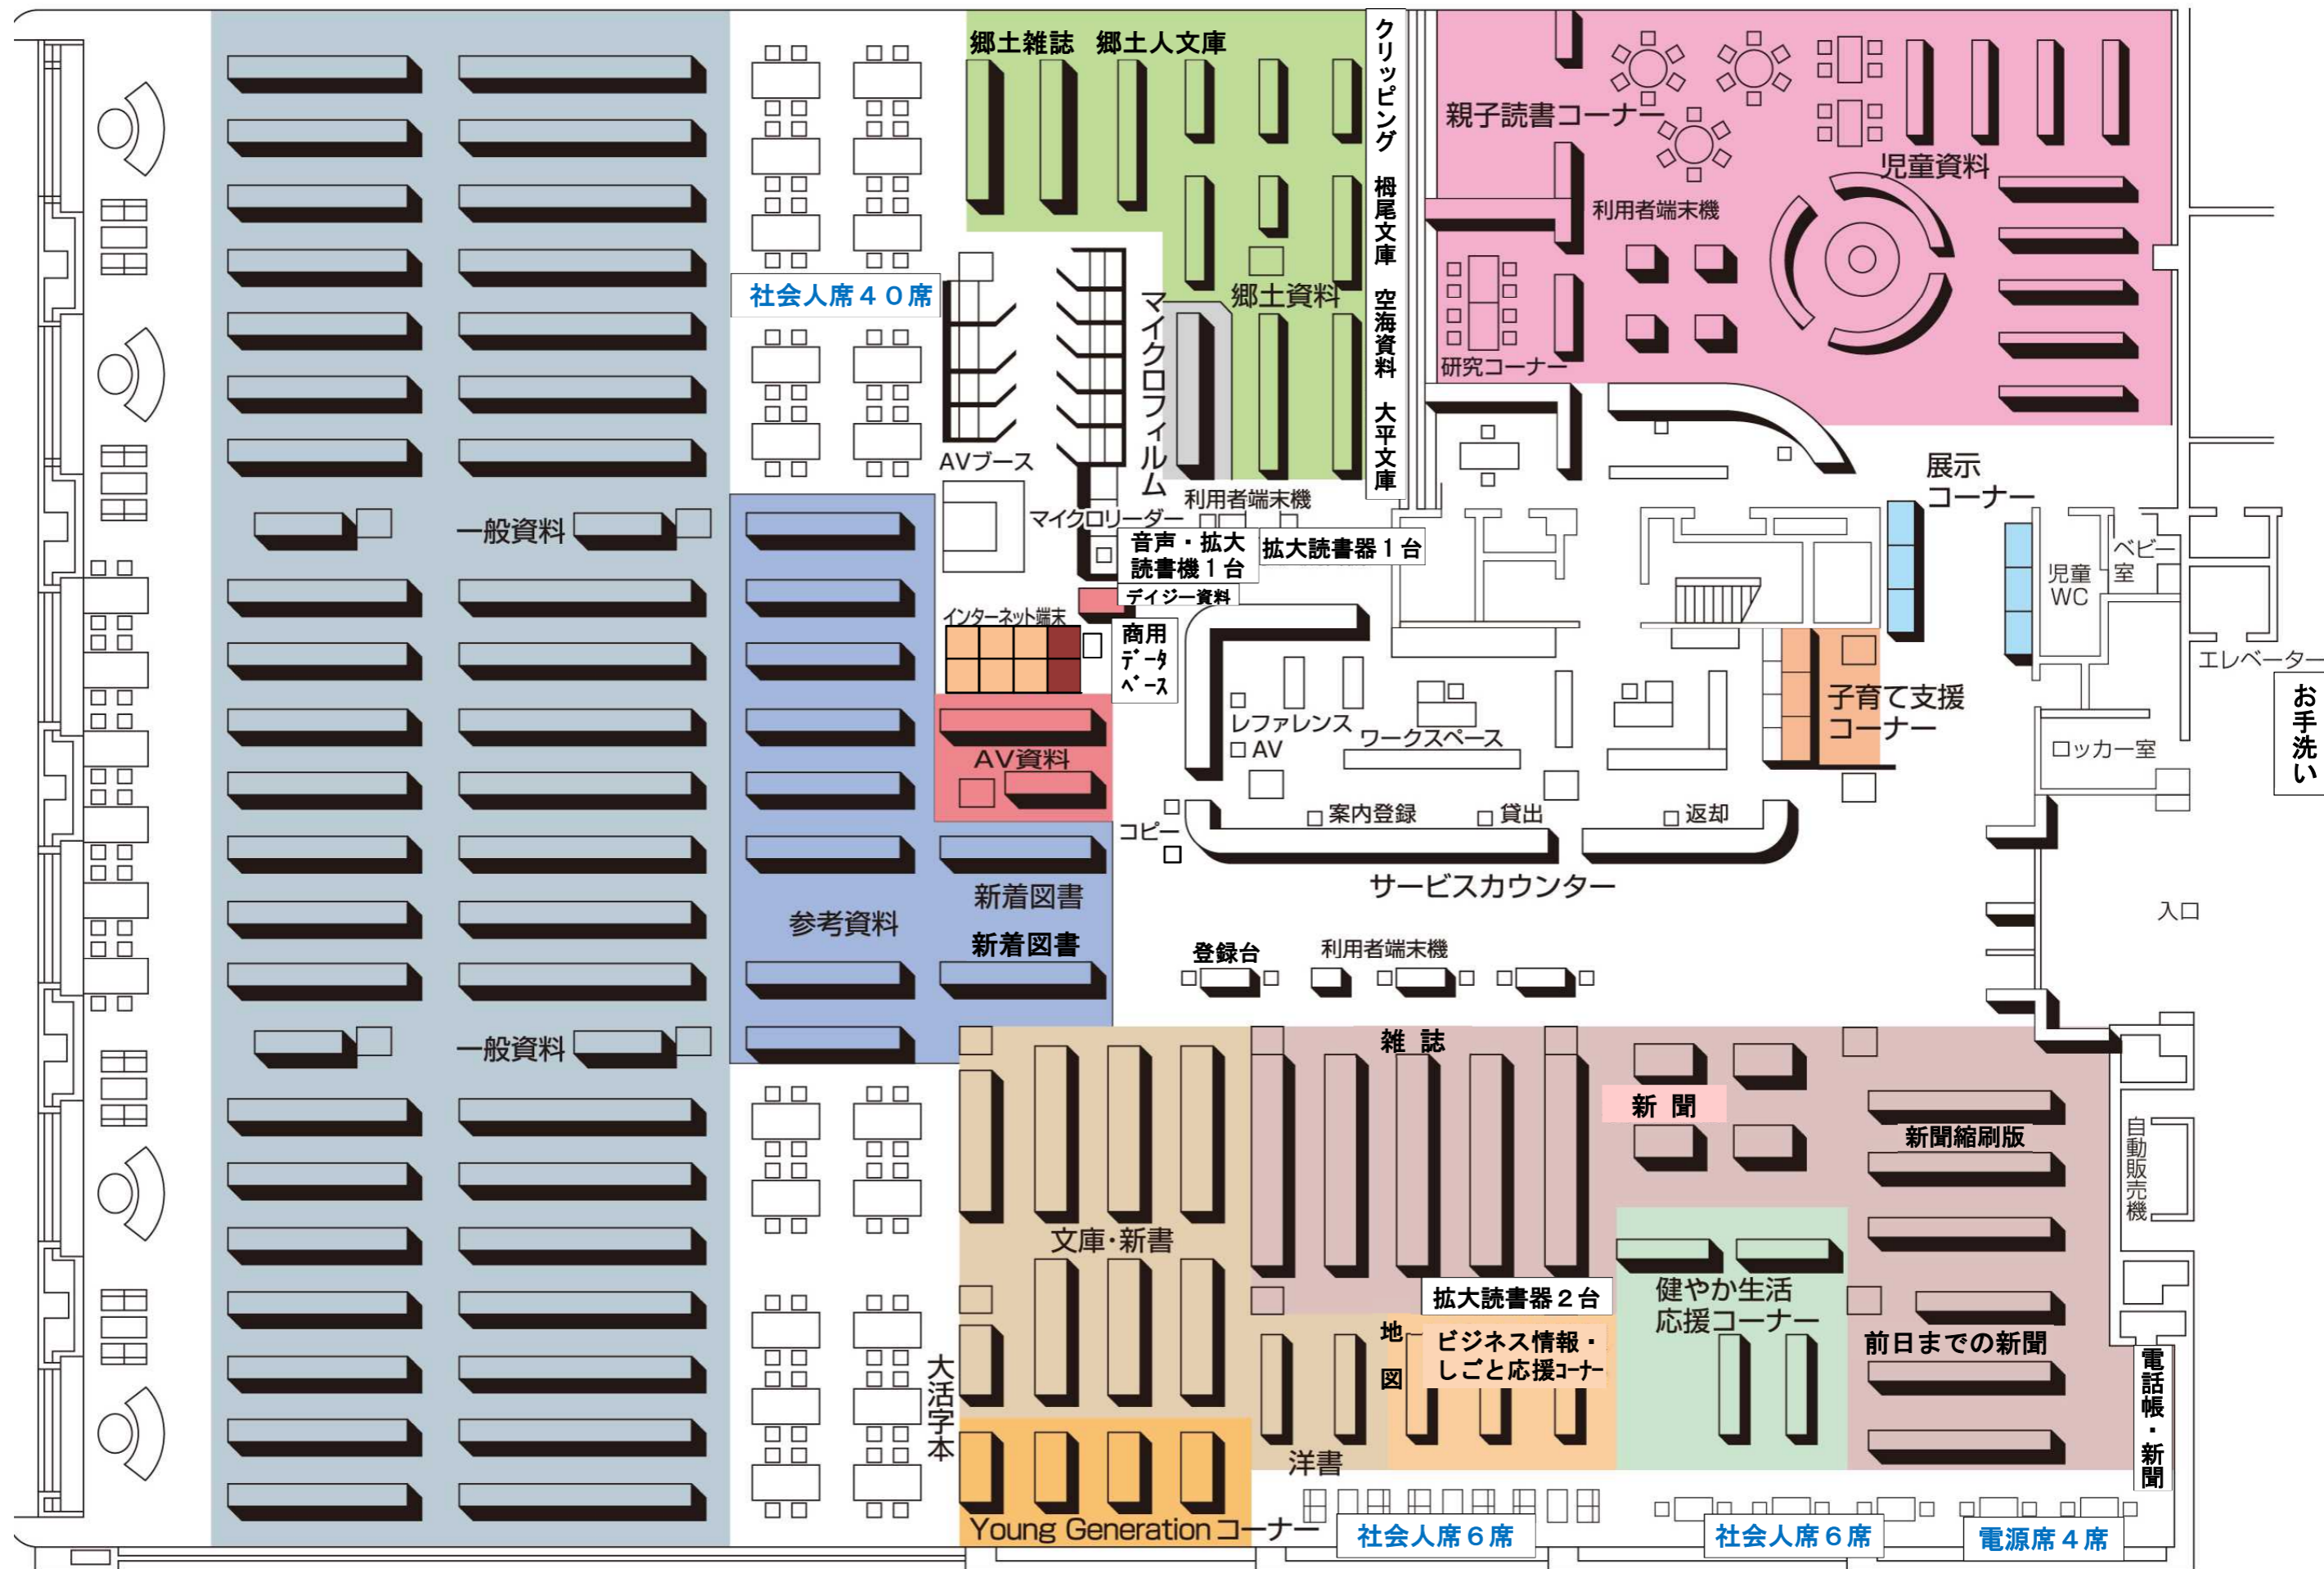 郷土雑誌　郷土人文庫
クリッピング　栂尾文庫　空海資料　大平文庫
親子読書コーナー
児童資料
利用者端末機
研究コーナー
社会人席４０席
郷土資料
マイクロフィルム
AVブース
利用者端末機
マイクロリーダー
音声・拡大
読書機１台
拡大読書器１台
デイジー資料
展示
コーナー
ベビー
室
児童
WC
エレベーター
お手洗い
ロッカー室
一般資料
インターネット端末
商用
データ
ベース
AV資料
レファレンス
AV
ワークスペース
子育て支援
コーナー
コピー
案内登録
貸出
返却
サービスカウンター
入口
新着図書
参考資料
新着図書
登録台
利用者端末機
一般資料
雑 誌
新 聞
新聞縮刷版
自動販売機
文庫・新書
拡大読書器２台
健やか生活
応援コーナー
地図
ビジネス情報・
しごと応援コーナー
前日までの新聞
電話帳・新聞
大活字本
洋書
Young Generation コーナー
社会人席６席
社会人席６席
電源席４席